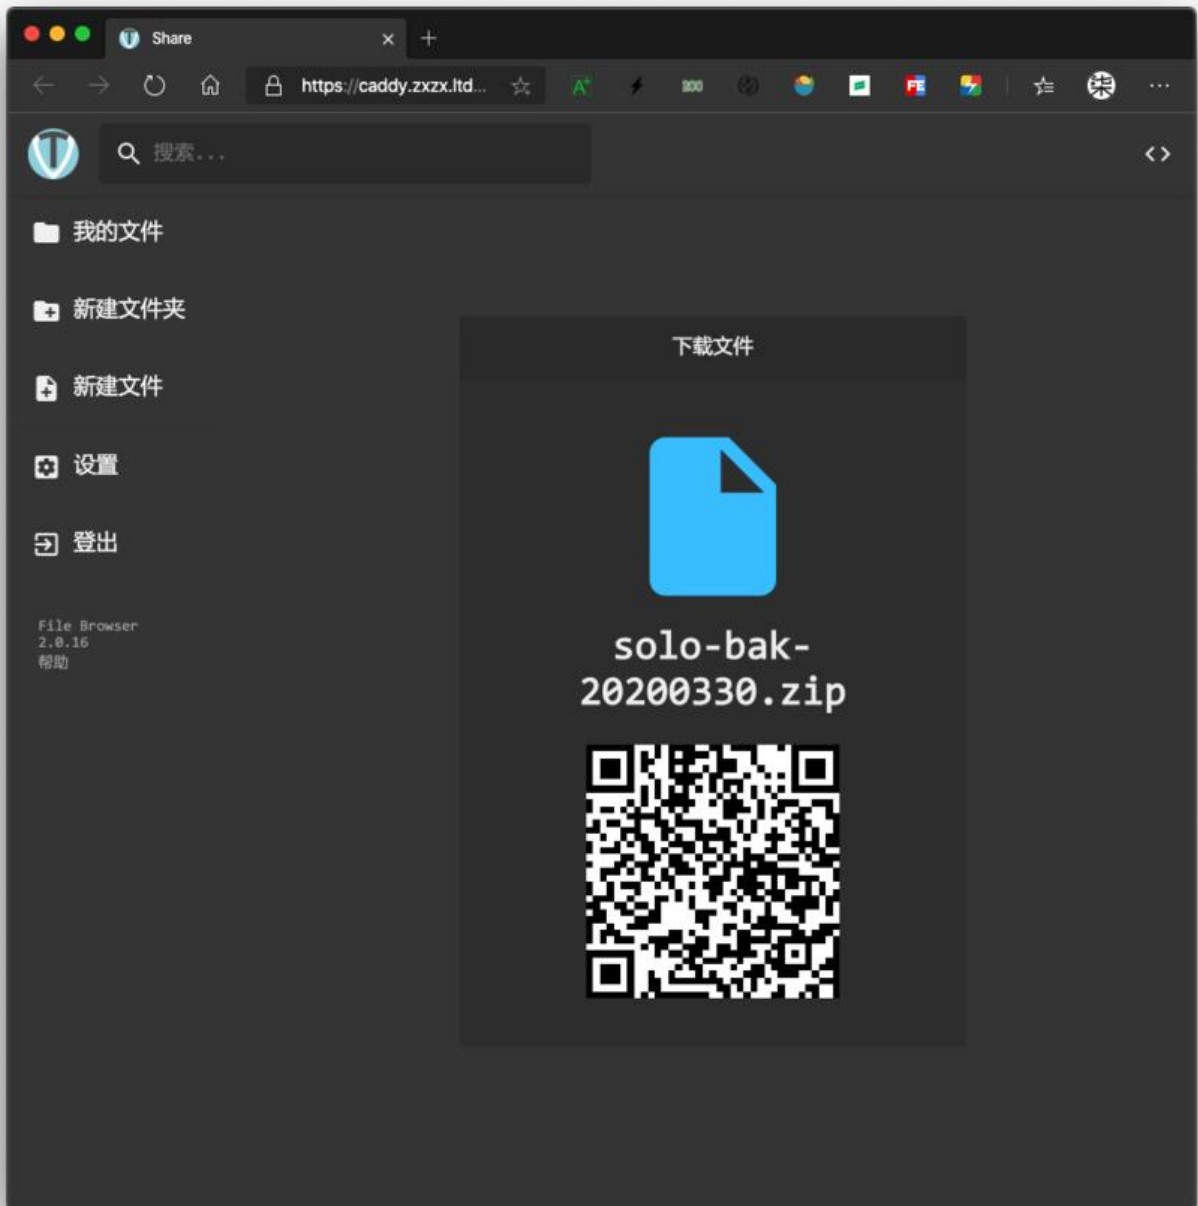 Share
https://caddy.zxzx.ltd...
搜索...
我的文件
新建文件夹
新建文件
设置
登出
File Browser
2.0.16
帮助
下载文件
solo-bak-
20200330.zip